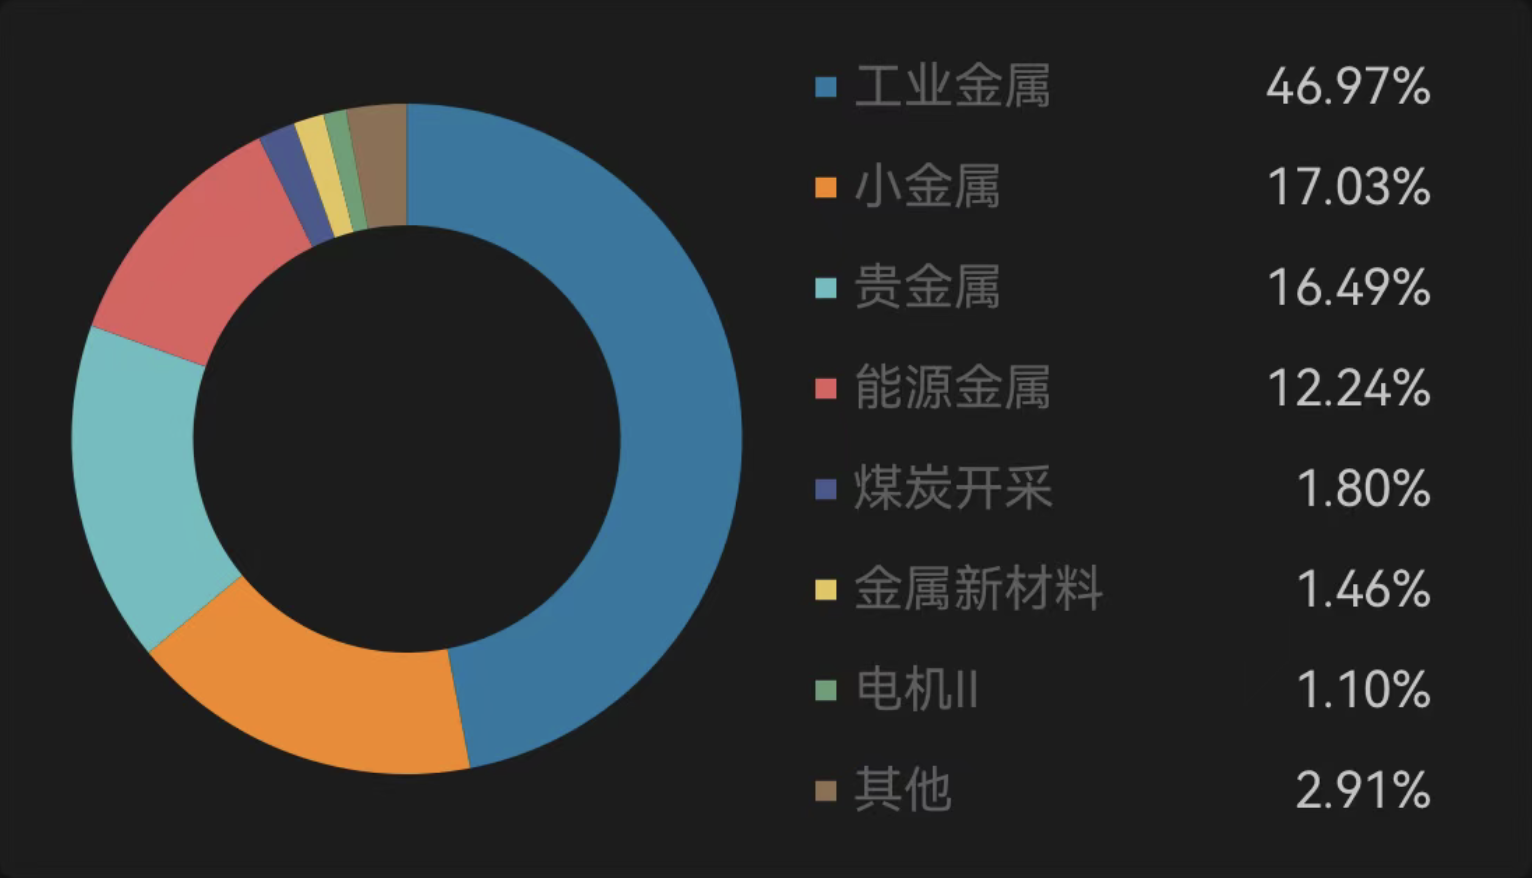 工业金属 46.97%
小金属 17.03%
贵金属 16.49%
能源金属 12.24%
煤炭开采 1.80%
金属新材料 1.46%
电机II 1.10%
其他 2.91%